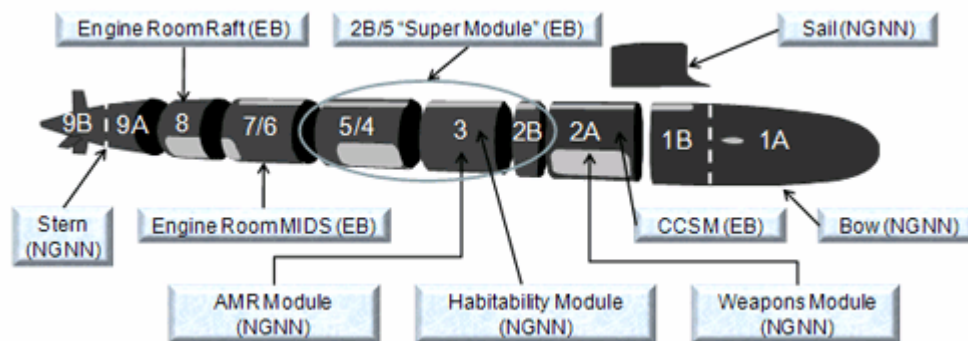 Engine Room Raft (EB)
2B/5 “Super Module” (EB)
Sail (NGNN)
9B
9A
8
7/6
5/4
3
2B
2A
1B
1A
Stern
(NGNN)
Engine Room MIDS (EB)
CCSM (EB)
Bow (NGNN)
AMR Module
(NGNN)
Habitability Module
(NGNN)
Weapons Module
(NGNN)